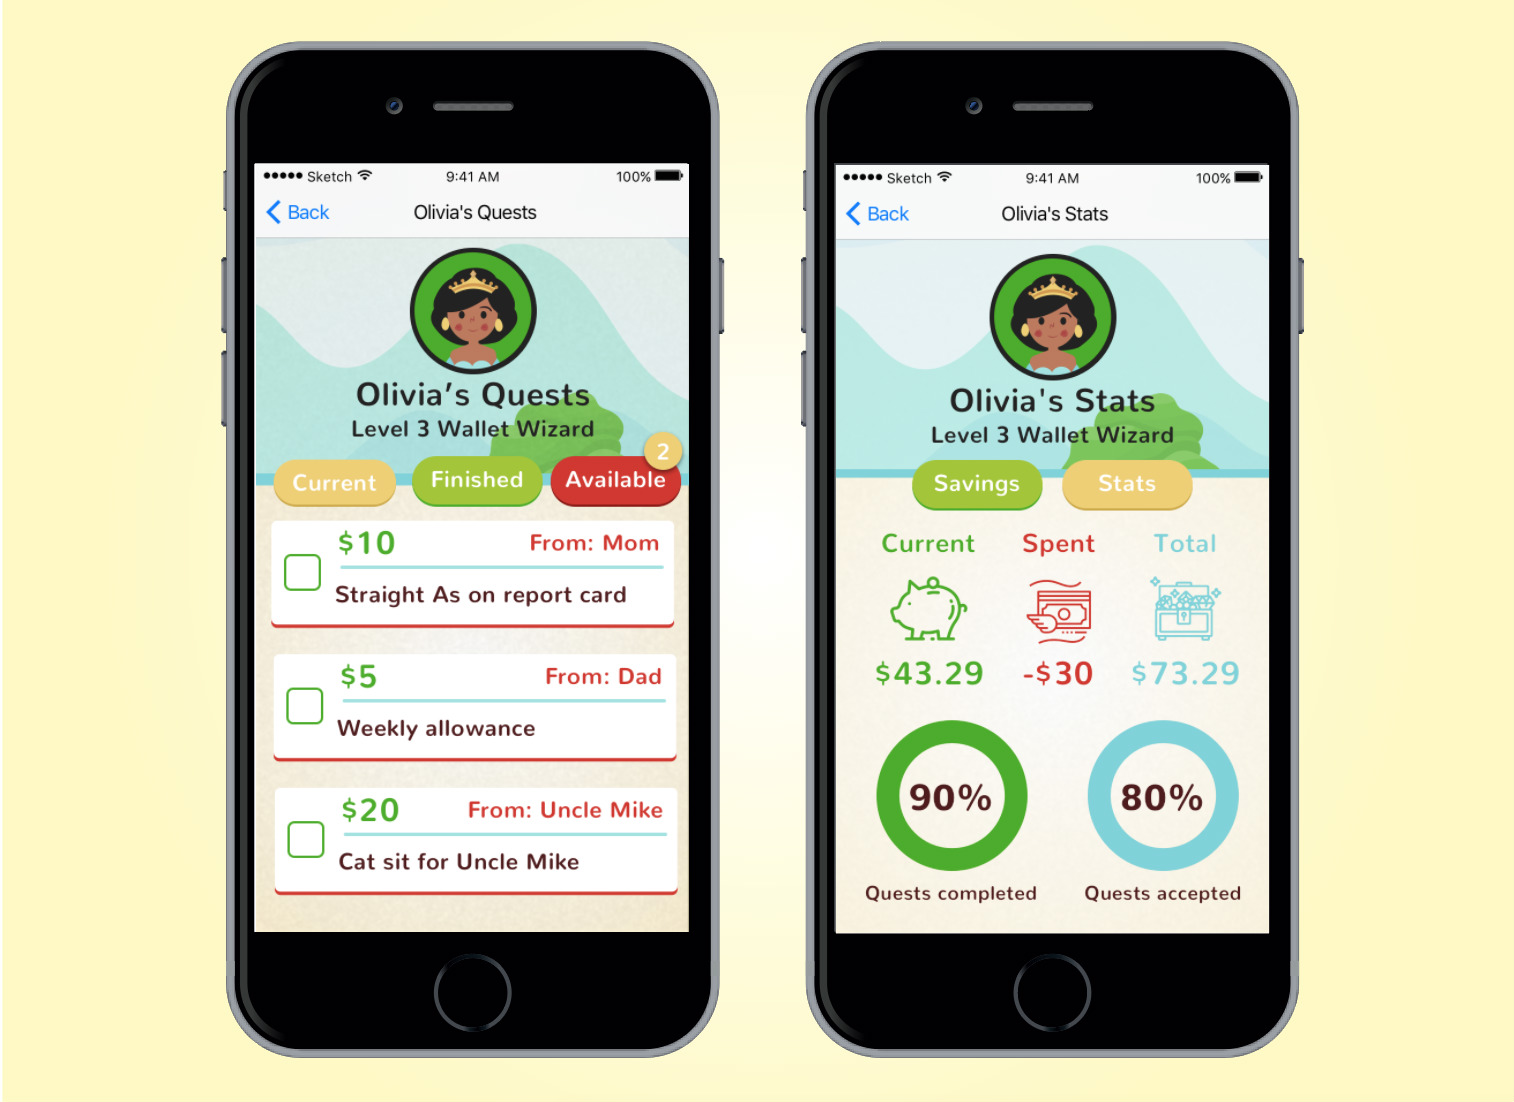 Sketch 9:41 AM 100%
Back Olivia's Quests
Olivia's Quests
Level 3 Wallet Wizard
2
Current Finished Available
$10 From: Mom
Straight As on report card
$5 From: Dad
Weekly allowance
$20 From: Uncle Mike
Cat sit for Uncle Mike
Sketch 9:41 AM 100%
Back Olivia's Stats
Olivia's Stats
Level 3 Wallet Wizard
Savings Stats
Current Spent Total
$43.29 -$30 $73.29
90% 80%
Quests completed Quests accepted